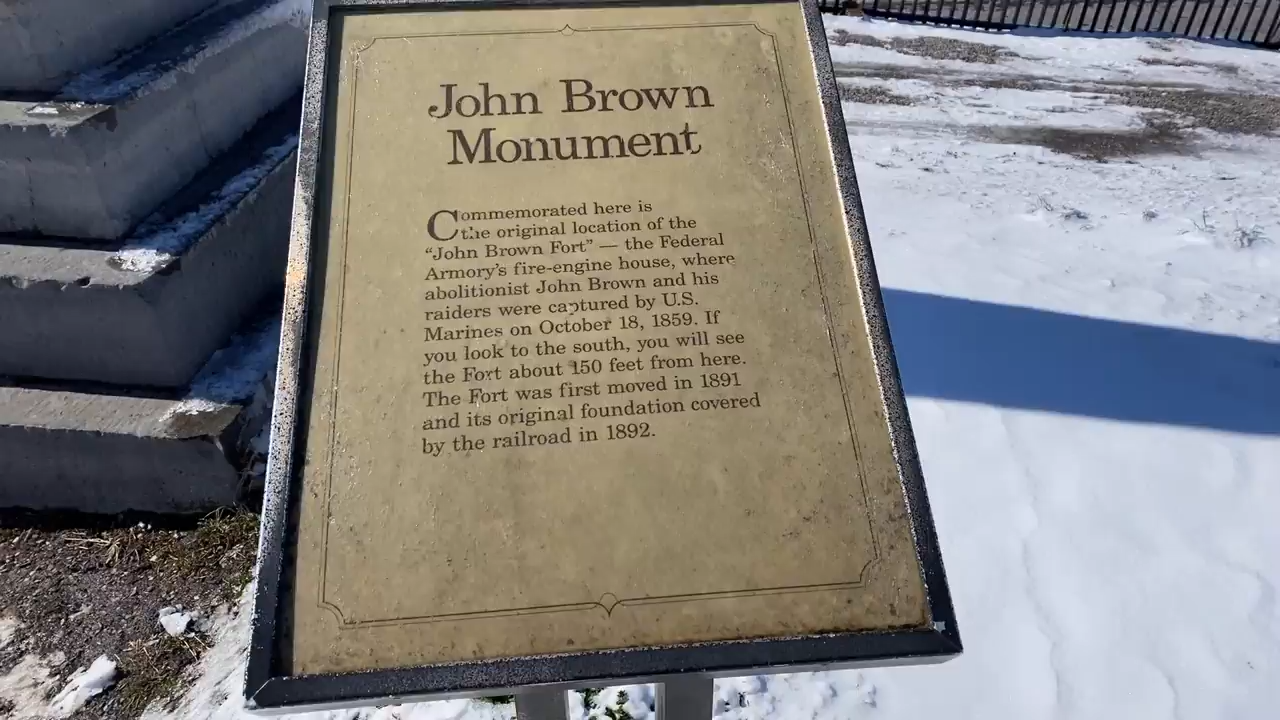 John Brown
Monument
Commemorated here is
the original location of the
“John Brown Fort” — the Federal
Armory's fire-engine house, where
abolitionist John Brown and his
raiders were captured by U.S.
Marines on October 18, 1859. If
you look to the south, you will see
the Fort about 150 feet from here.
The Fort was first moved in 1891
and its original foundation covered
by the railroad in 1892.